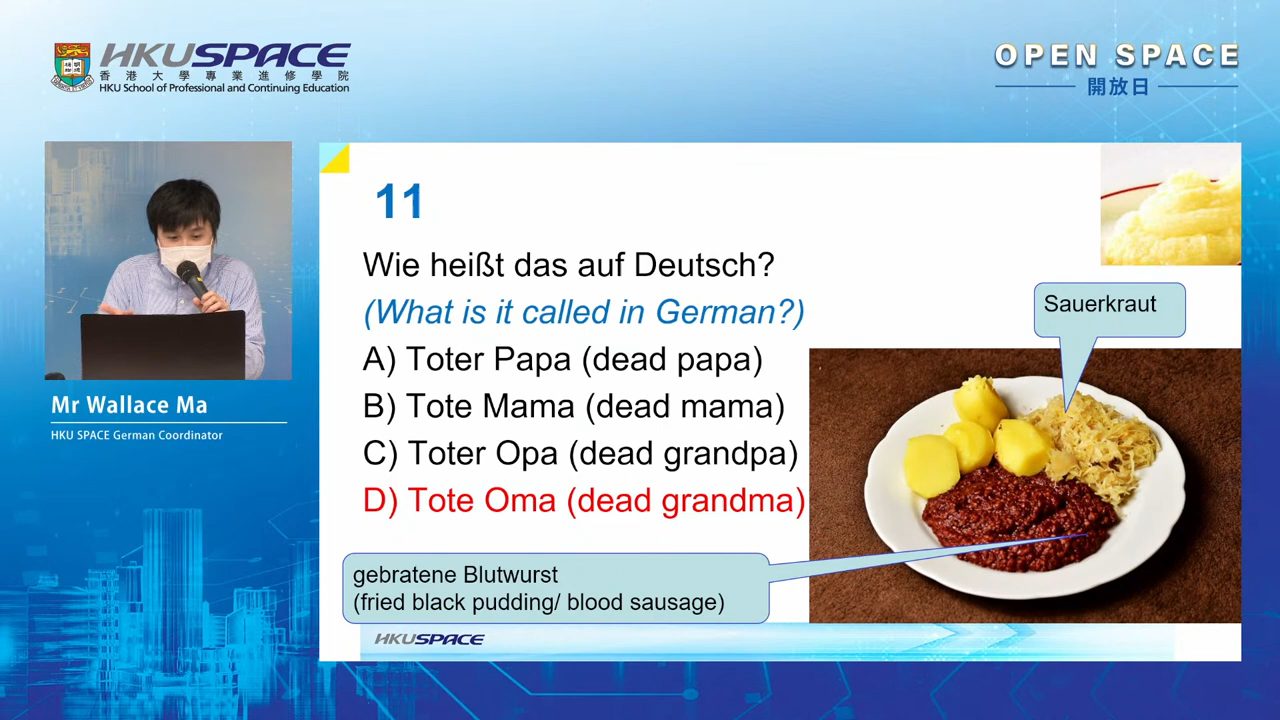 HKUSPACE
香港大學專業進修學院
HKU School of Professional and Continuing Education
OPEN SPACE
開放日
Mr Wallace Ma
HKU SPACE German Coordinator
11
Wie heißt das auf Deutsch?
(What is it called in German?)
A) Toter Papa (dead papa)
B) Tote Mama (dead mama)
C) Toter Opa (dead grandpa)
D) Tote Oma (dead grandma)
Sauerkraut
gebratene Blutwurst
(fried black pudding/ blood sausage)
HKUSPACE